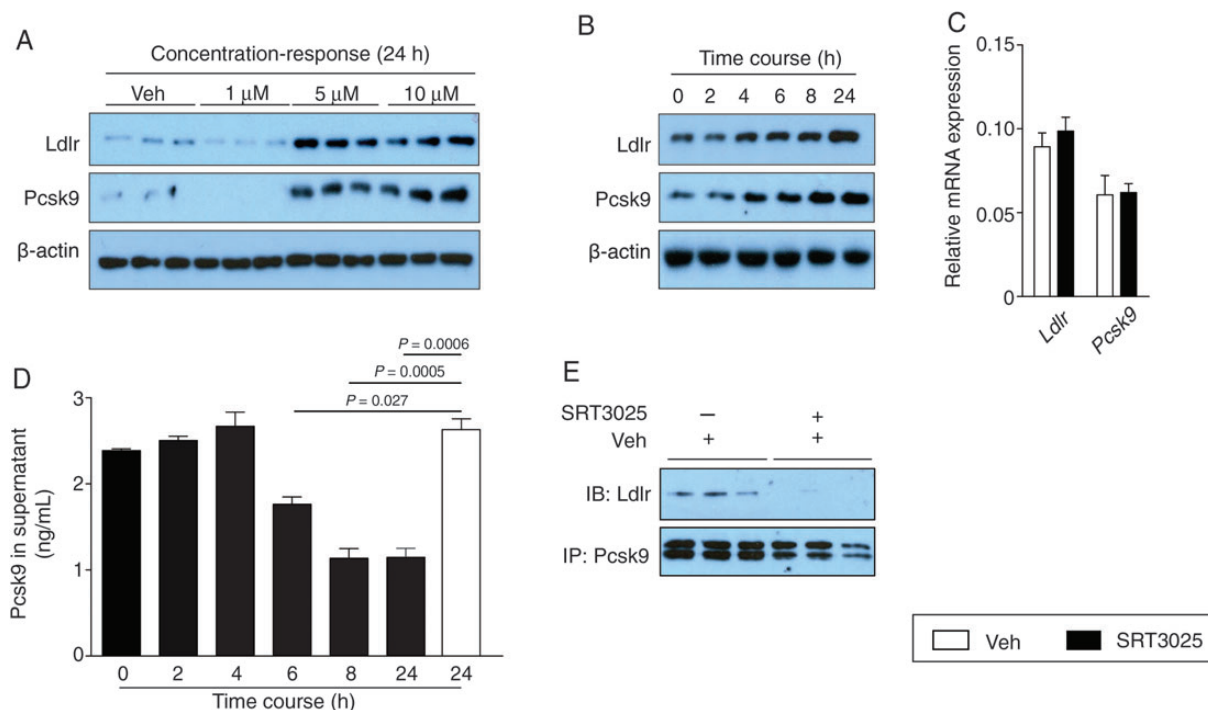 A
Concentration-response (24 h)
Veh 1 μM 5 μM 10 μM
Ldlr
Pcsk9
β-actin
B
Time course (h)
0 2 4 6 8 24
Ldlr
Pcsk9
β-actin
C
Relative mRNA expression
0.15
0.10
0.05
0
Ldlr Pcsk9
D
Pcsk9 in supernatant
(ng/mL)
P = 0.0006
P = 0.0005
P = 0.027
3
2
1
0
0 2 4 6 8 24 24
Time course (h)
E
SRT3025 – +
Veh + +
IB: Ldlr
IP: Pcsk9
Veh SRT3025